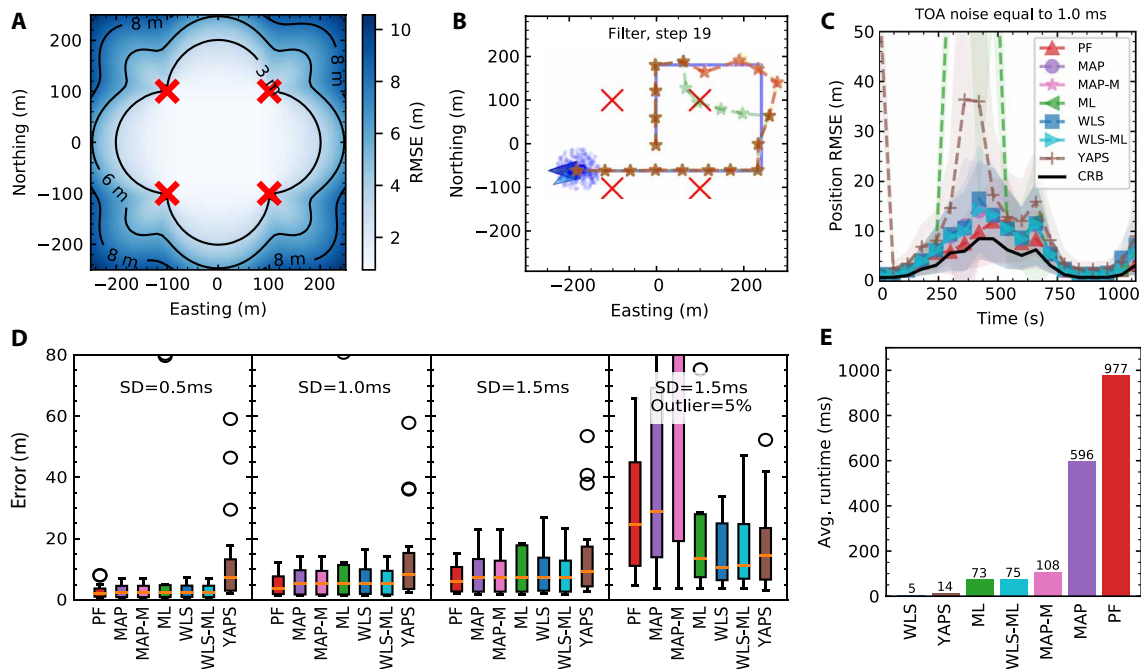 A
200
100
0
−100
−200
Northing (m)
−200
−100
0
100
200
Easting (m)
8 m
8 m
3 m
6 m
8 m
8 m
10
8
6
4
2
RMSE (m)
B
Filter, step 19
200
100
0
−100
−200
Northing (m)
−200
0
200
Easting (m)
C
TOA noise equal to 1.0 ms
50
40
30
20
10
0
Position RMSE (m)
0
250
500
750
1000
Time (s)
PF
MAP
MAP-M
ML
WLS
WLS-ML
YAPS
CRB
D
80
60
40
20
0
Error (m)
SD=0.5ms
SD=1.0ms
SD=1.5ms
SD=1.5ms
Outlier=5%
PF
MAP
MAP-M
ML
WLS
WLS-ML
YAPS
PF
MAP
MAP-M
ML
WLS
WLS-ML
YAPS
PF
MAP
MAP-M
ML
WLS
WLS-ML
YAPS
PF
MAP
MAP-M
ML
WLS
WLS-ML
YAPS
E
1000
800
600
400
200
0
Avg. runtime (ms)
5
14
73
75
108
596
977
WLS
YAPS
ML
WLS-ML
MAP-M
MAP
PF